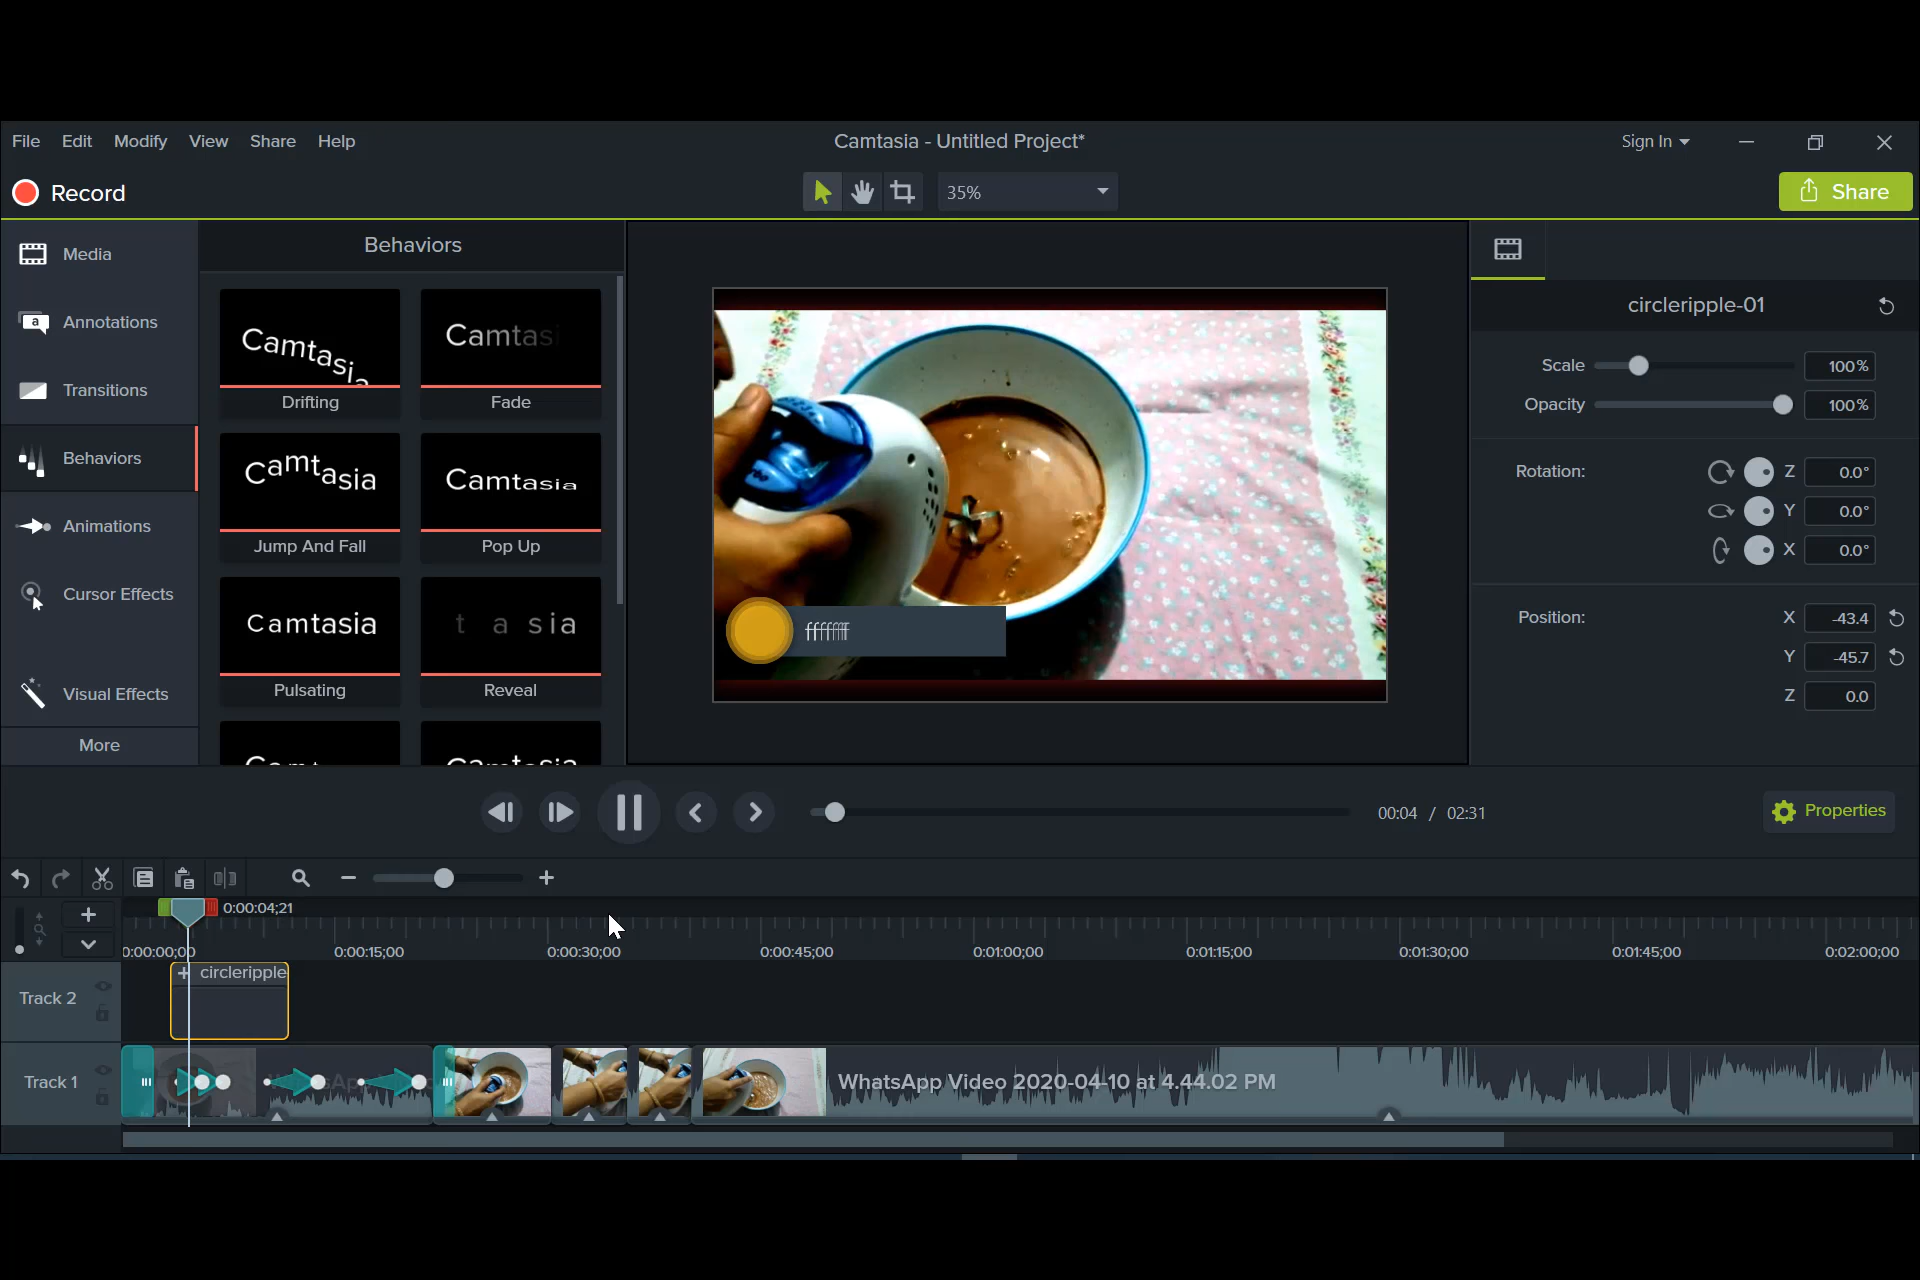 File Edit Modify View Share Help
Camtasia - Untitled Project*
Sign In
Record
35%
Share
Media
Annotations
Transitions
Behaviors
Animations
Cursor Effects
Visual Effects
More
Behaviors
Camtasia
Camtasi
Drifting
Fade
Camtasia
Camtasia
Jump And Fall
Pop Up
Camtasia
t a sia
Pulsating
Reveal
circleripple-01
Scale
100%
Opacity
100%
Rotation:
Z
0.0°
Y
0.0°
X
0.0°
Position:
X
-43.4
Y
-45.7
Z
0.0
00:04 / 02:31
Properties
0:00:04;21
0:00:00;00
0:00:15;00
0:00:30;00
0:00:45;00
0:01:00;00
0:01:15;00
0:01:30;00
0:01:45;00
0:02:00;00
Track 2
circleripple
Track 1
WhatsApp Video 2020-04-10 at 4.44.02 PM